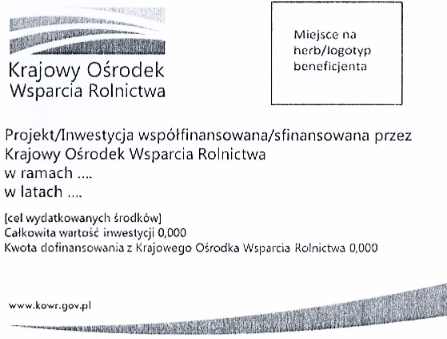 Krajowy Ośrodek
Wsparcia Rolnictwa
Miejsce na
herb/logotyp
beneficjenta
Projekt/Inwestycja współfinansowana/sfinansowana przez
Krajowy Ośrodek Wsparcia Rolnictwa
w ramach ....
w latach ....
[cel wydatkowanych środków]
Całkowita wartość inwestycji 0,000
Kwota dofinansowania z Krajowego Ośrodka Wsparcia Rolnictwa 0,000
www.kowr.gov.pl